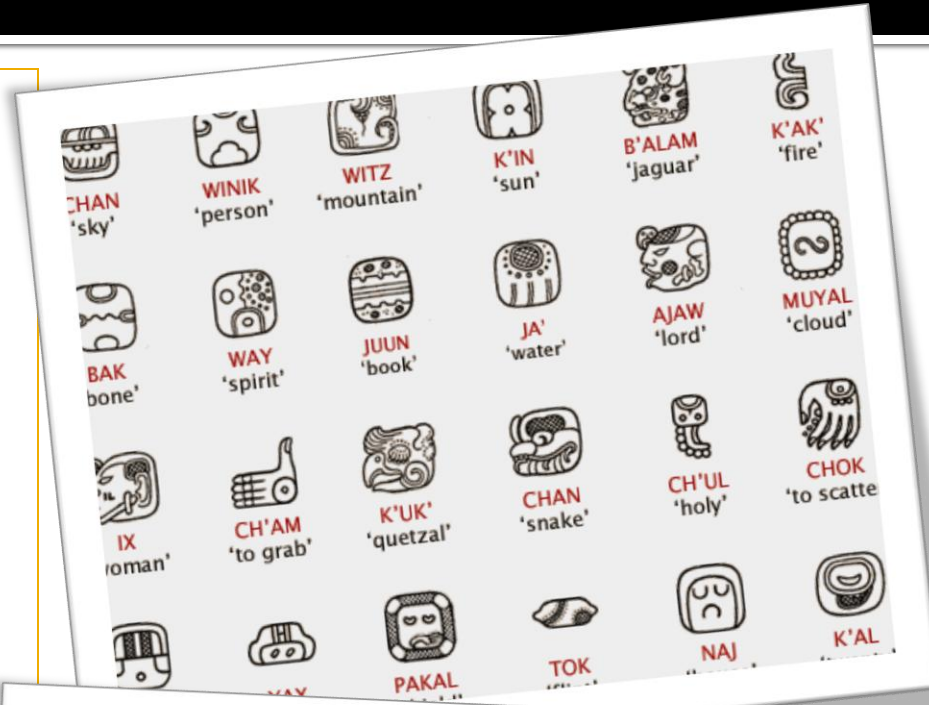 CHAN
'sky'
WINIK
'person'
WITZ
'mountain'
K'IN
'sun'
B'ALAM
'jaguar'
K'AK'
'fire'
BAK
bone'
WAY
'spirit'
JUUN
'book'
JA'
'water'
AJAW
'lord'
MUYAL
'cloud'
IX
oman'
CH'AM
'to grab'
K'UK'
'quetzal'
CHAN
'snake'
CH'UL
'holy'
CHOK
'to scatte
YAX
PAKAL
TOK
NAJ
K'AL